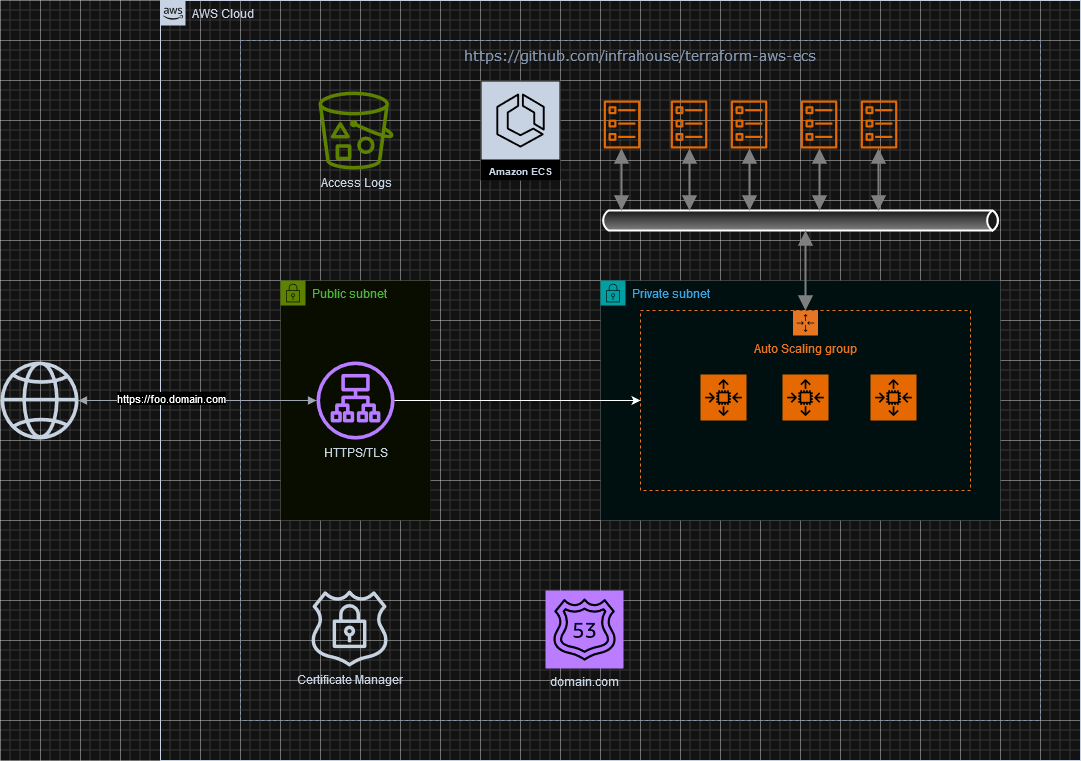 aws
AWS Cloud
https://github.com/infrahouse/terraform-aws-ecs
Access Logs
Amazon ECS
Public subnet
Private subnet
Auto Scaling group
https://foo.domain.com
HTTPS/TLS
Certificate Manager
53
domain.com